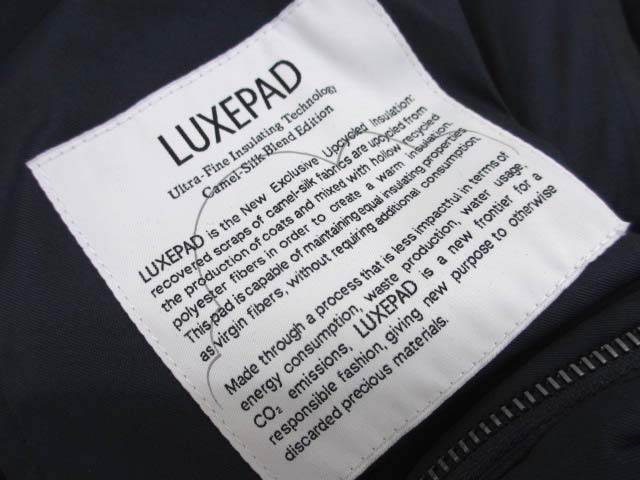 LUXEPAD
Ultra-Fine Insulating Technology
Camel-Silk Blend Edition
LUXEPAD is the New Exclusive Upcycled Insulation:
recovered scraps of camel-silk fabrics are upcycled from
the production of coats and mixed with hollow recycled
polyester fibers in order to create a warm insulation.
This pad is capable of maintaining equal insulating properties
as virgin fibers, without requiring additional consumption.
Made through a process that is less impactful in terms of
energy consumption, waste production, water usage,
CO₂ emissions, LUXEPAD is a new frontier for a
responsible fashion, giving new purpose to otherwise
discarded precious materials.